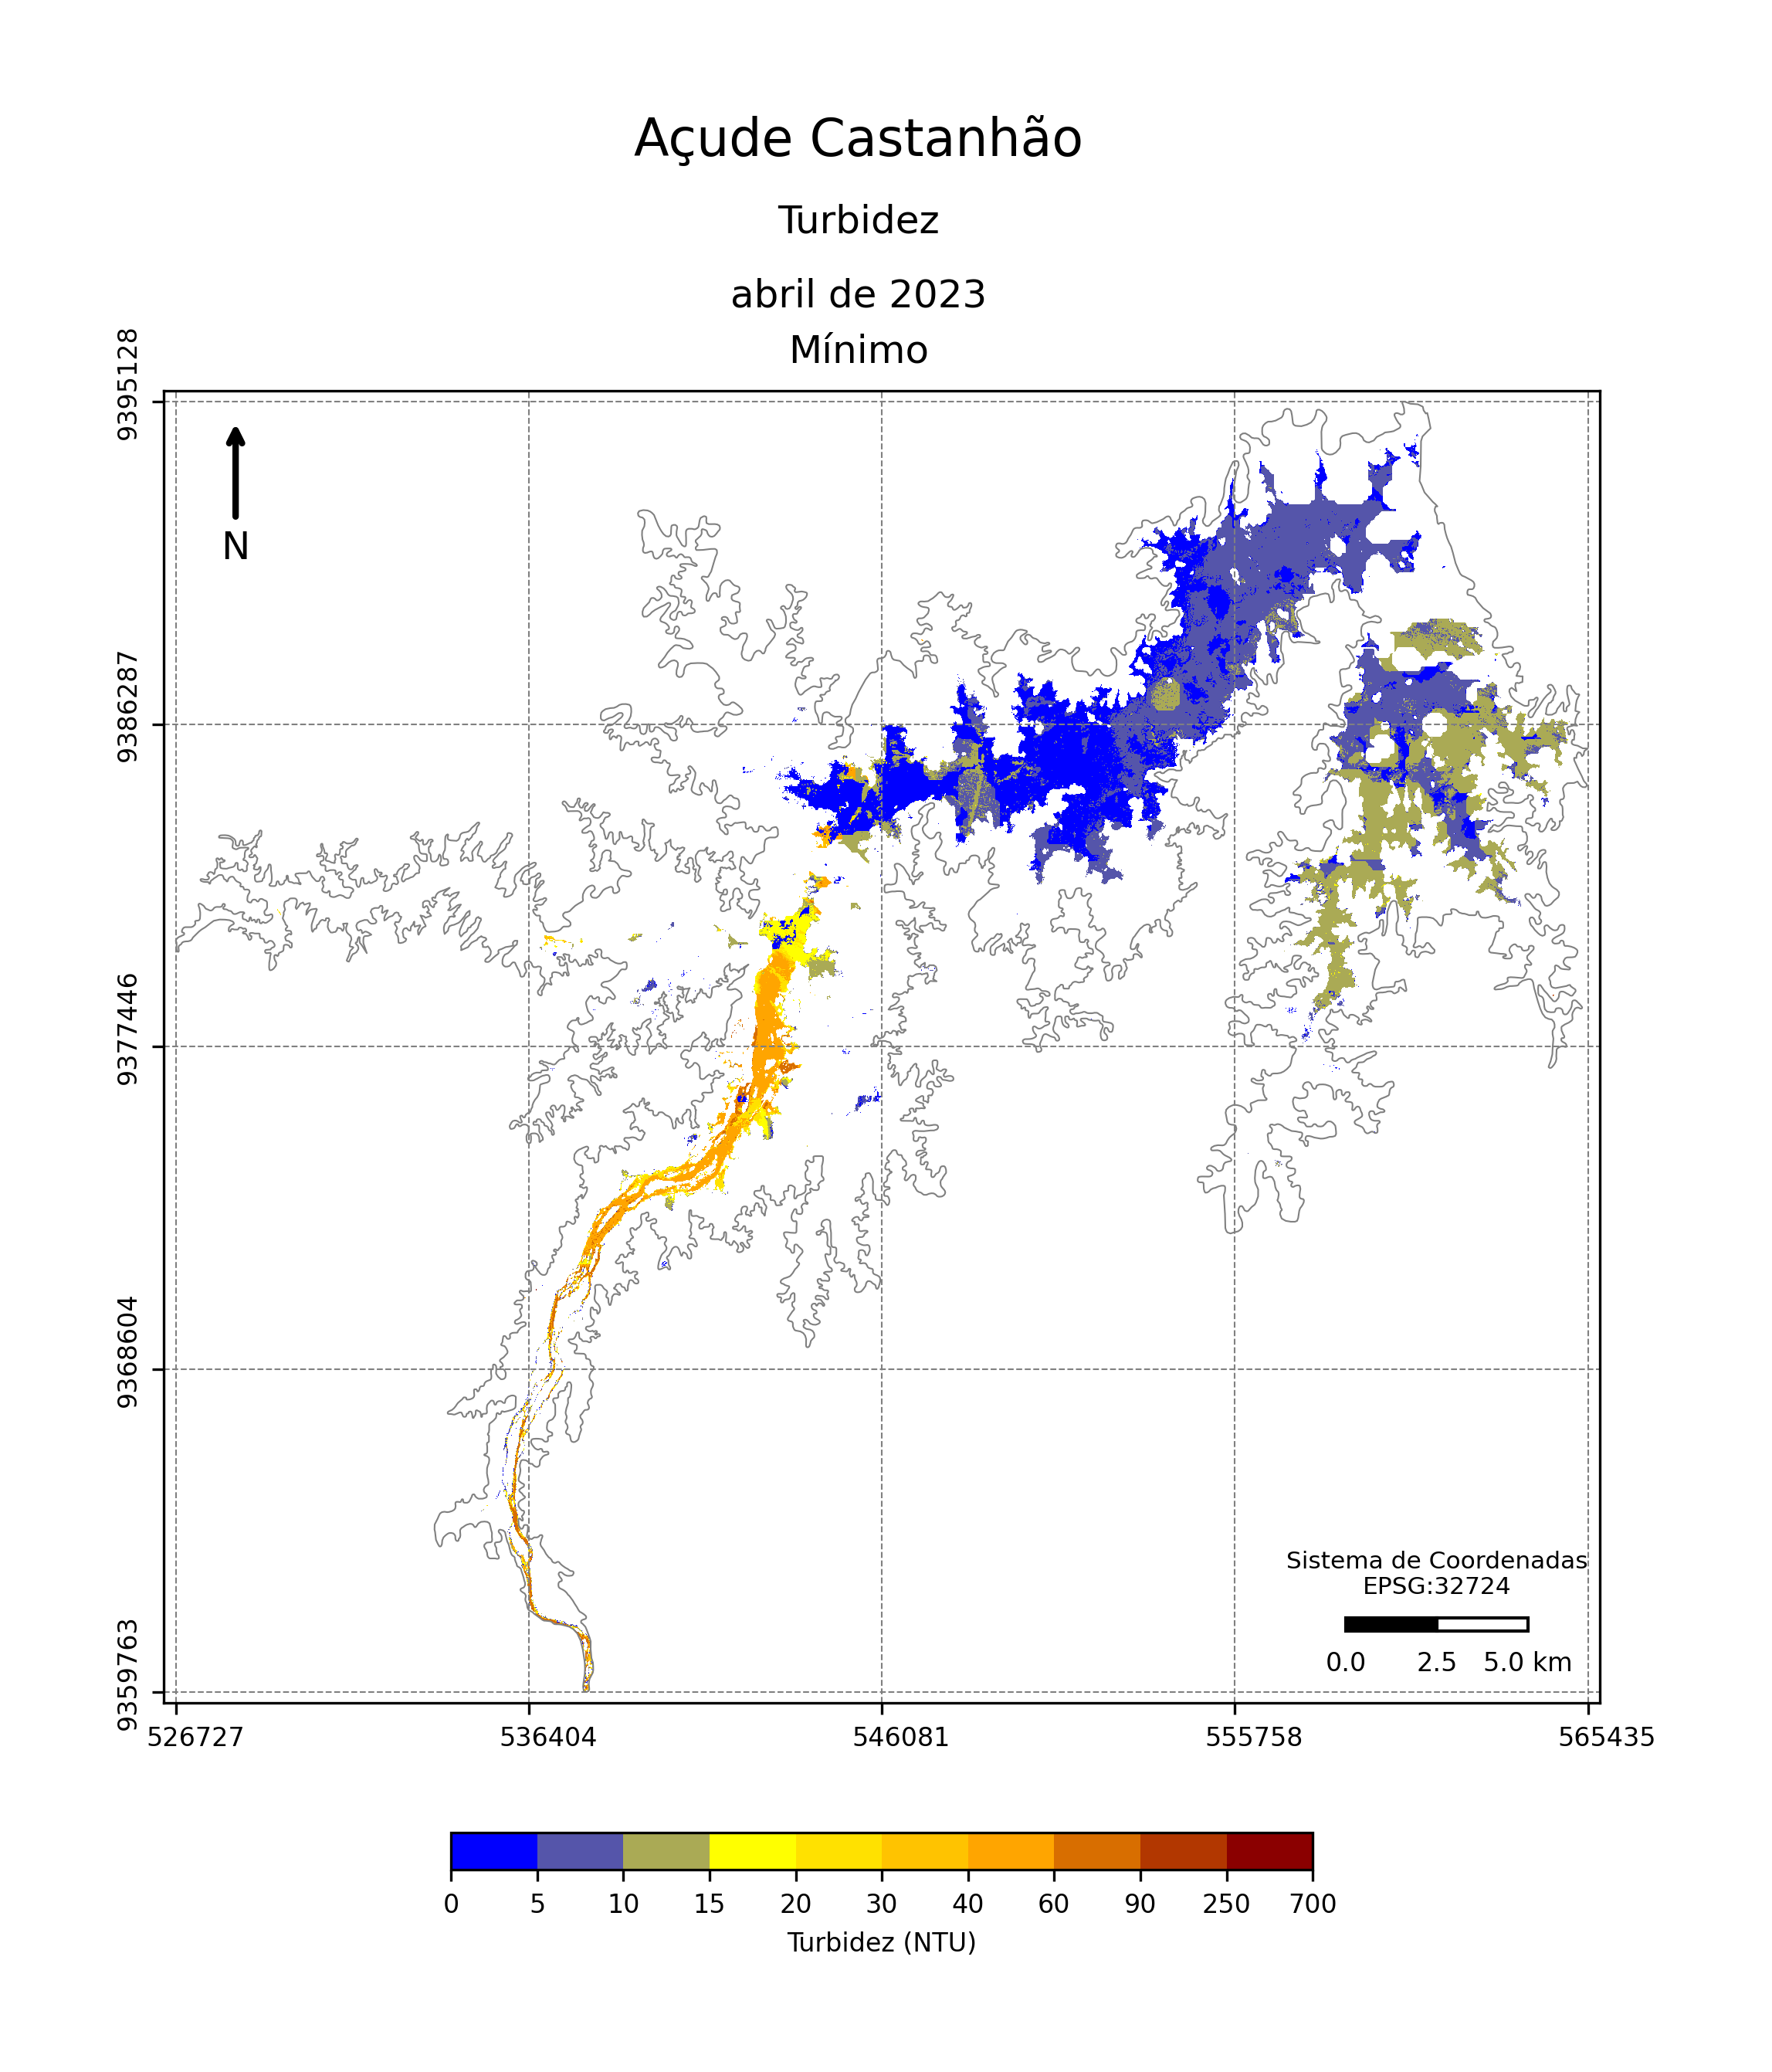 Açude Castanhão
Turbidez
abril de 2023
Mínimo
9395128
9386287
9377446
9368604
9359763
N
Sistema de Coordenadas
EPSG:32724
0.0 2.5 5.0 km
526727 536404 546081 555758 565435
0 5 10 15 20 30 40 60 90 250 700
Turbidez (NTU)